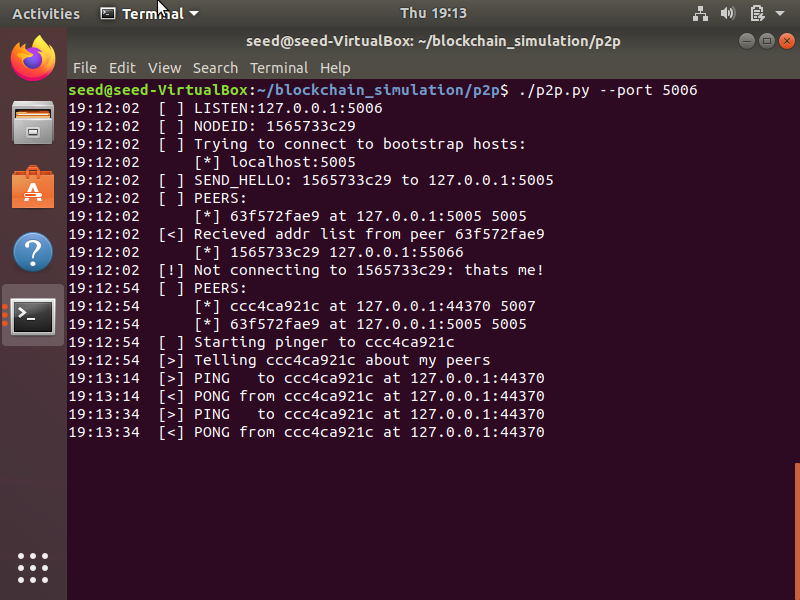 Activities Terminal Thu 19:13
seed@seed-VirtualBox: ~/blockchain_simulation/p2p
File Edit View Search Terminal Help
seed@seed-VirtualBox:~/blockchain_simulation/p2p$ ./p2p.py --port 5006
19:12:02  [ ] LISTEN:127.0.0.1:5006
19:12:02  [ ] NODEID: 1565733c29
19:12:02  [ ] Trying to connect to bootstrap hosts:
19:12:02      [*] localhost:5005
19:12:02  [ ] SEND_HELLO: 1565733c29 to 127.0.0.1:5005
19:12:02  [ ] PEERS:
19:12:02      [*] 63f572fae9 at 127.0.0.1:5005 5005
19:12:02  [<] Recieved addr list from peer 63f572fae9
19:12:02      [*] 1565733c29 127.0.0.1:55066
19:12:02  [!] Not connecting to 1565733c29: thats me!
19:12:54  [ ] PEERS:
19:12:54      [*] ccc4ca921c at 127.0.0.1:44370 5007
19:12:54      [*] 63f572fae9 at 127.0.0.1:5005 5005
19:12:54  [ ] Starting pinger to ccc4ca921c
19:12:54  [>] Telling ccc4ca921c about my peers
19:13:14  [>] PING   to ccc4ca921c at 127.0.0.1:44370
19:13:14  [<] PONG from ccc4ca921c at 127.0.0.1:44370
19:13:34  [>] PING   to ccc4ca921c at 127.0.0.1:44370
19:13:34  [<] PONG from ccc4ca921c at 127.0.0.1:44370